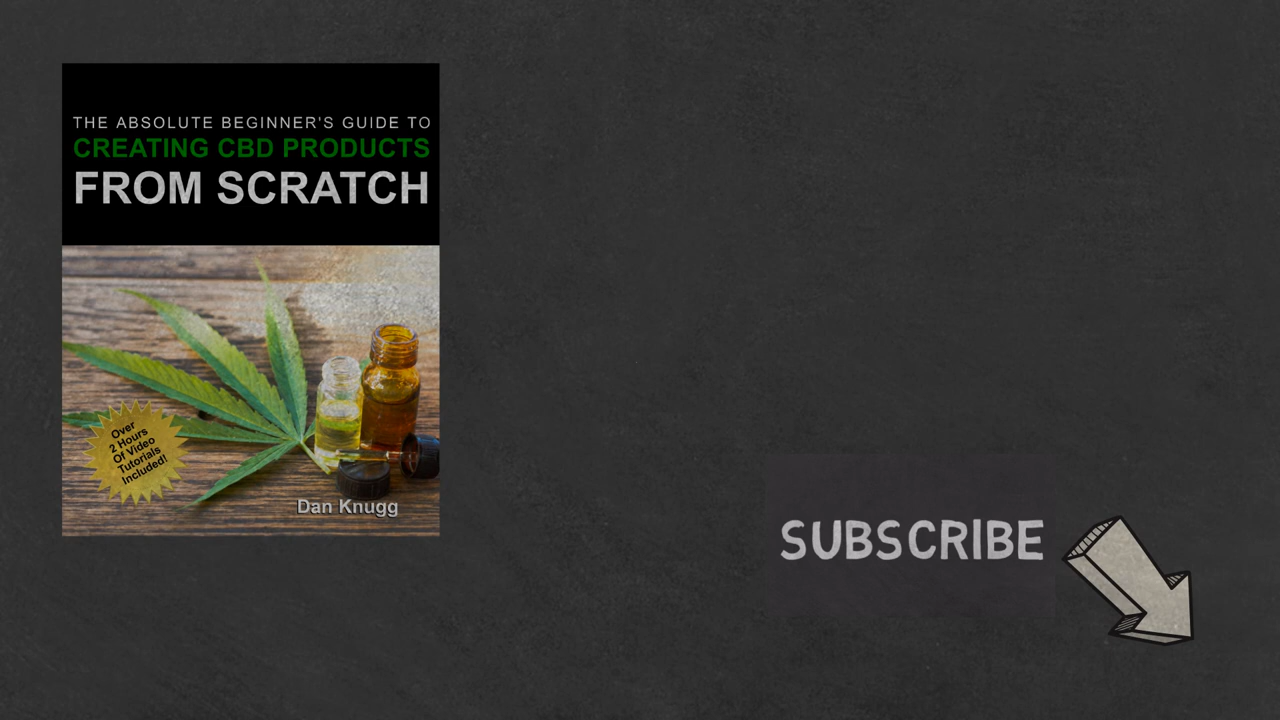 THE ABSOLUTE BEGINNER'S GUIDE TO
CREATING CBD PRODUCTS
FROM SCRATCH
Over
2 Hours
Of Video
Tutorials
Included!
Dan Knugg
SUBSCRIBE